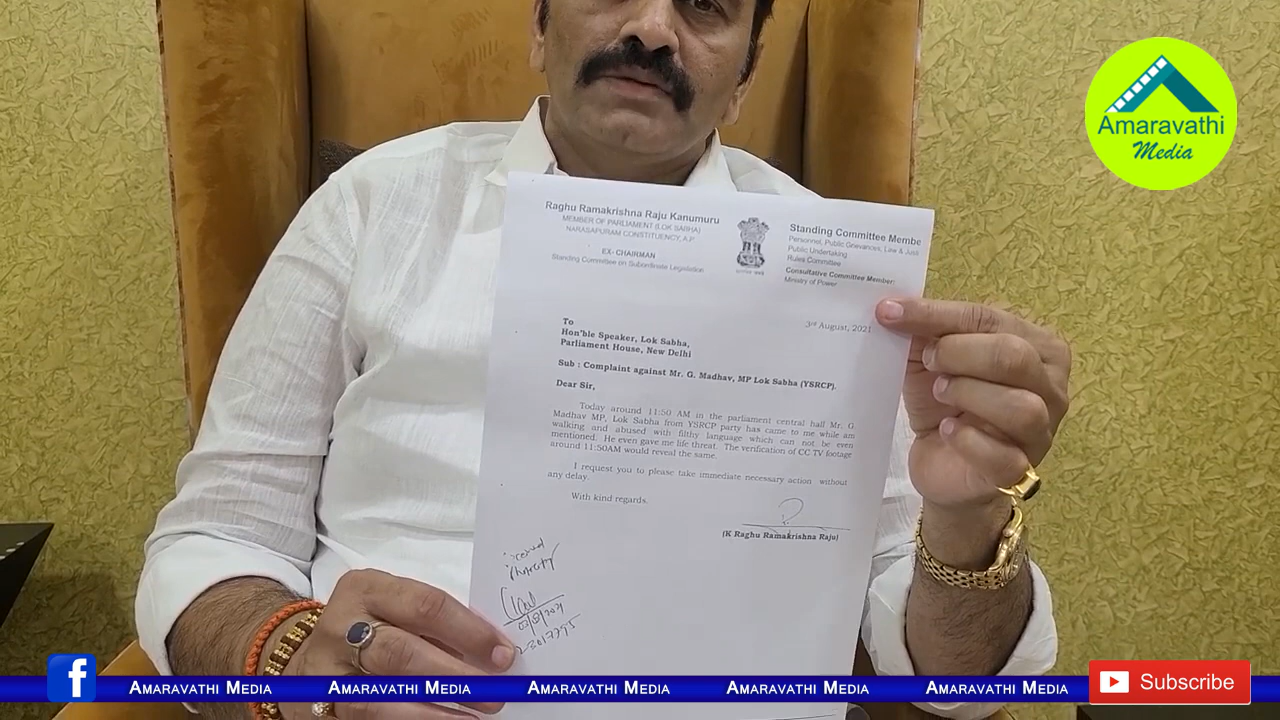 Amaravathi
Media
Raghu Ramakrishna Raju Kanumuru
MEMBER OF PARLIAMENT (LOK SABHA)
NARASAPURAM CONSTITUENCY, A.P
EX- CHAIRMAN
Standing Committee on Subordinate Legislation
Standing Committee Membe
Personnel, Public Grievances, Law & Just
Public Undertaking
Rules Committee
Consultative Committee Member:
Ministry of Power
3rd August, 2021
To
Hon'ble Speaker, Lok Sabha,
Parliament House, New Delhi
Sub : Complaint against Mr. G. Madhav, MP Lok Sabha (YSRCP).
Dear Sir,
Today around 11:50 AM in the parliament central hall Mr. G
Madhav MP, Lok Sabha from YSRCP party has came to me while am
walking and abused with filthy language which can not be even
mentioned. He even gave me life threat. The verification of CC TV footage
around 11:50AM would reveal the same.
I request you to please take immediate necessary action without
any delay.
With kind regards.
(K Raghu Ramakrishna Raju)
f
Amaravathi Media Amaravathi Media Amaravathi Media Amaravathi Media Amaravathi Media
Subscribe